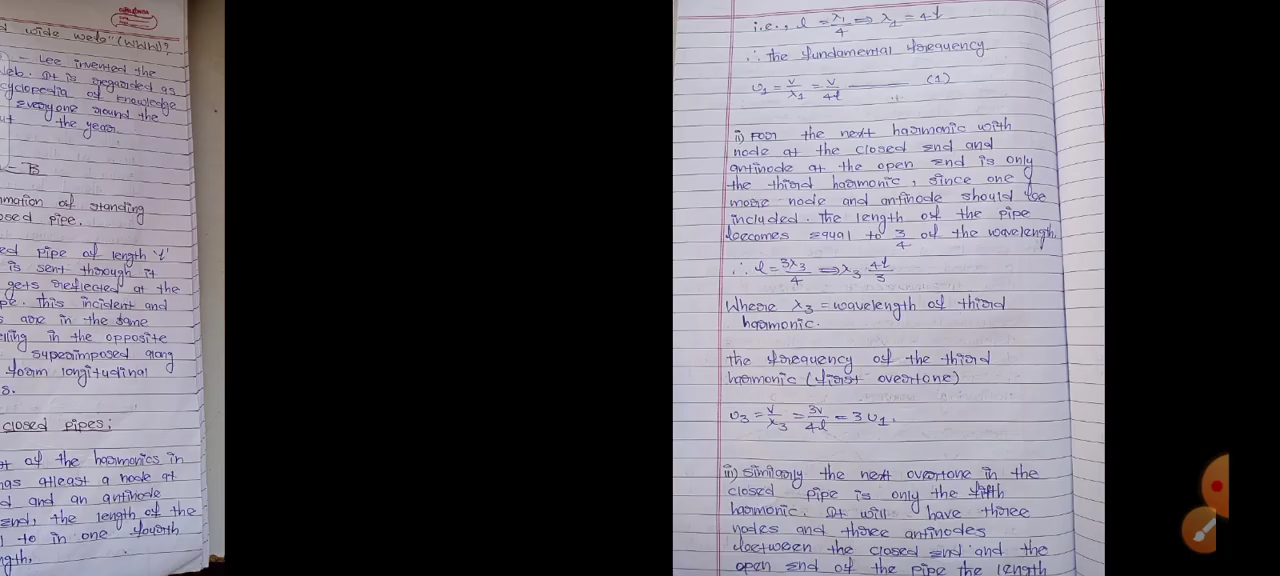 d wide web" (WWW)?
- Lee invented the
Web. It is regarded as
cyclopedia of knowledge
everyone around the
ut the year.
- B
mation of standing
osed pipe.
ed pipe of length 'l'
is sent through it
gets reflected at the
pe. This incident and
s are in the same
elling in the opposite
superimposed along
form longitudinal
s.
closed pipes:
st of the harmonics in
has atleast a node at
d and an antinode
end, the length of the
l to in one fourth
ngth.
i.e., l = λ1/4 ⟹ λ1 = 4l
∴ the fundamental frequency
υ1 = v/λ1 = v/4l ——— (1)
ii) For the next harmonic with
node at the closed end and
antinode at the open end is only
the third harmonic, since one
more node and antinode should be
included. The length of the pipe
becomes equal to 3/4 of the wavelength.
∴ l = 3λ3/4 ⟹ λ3 4l/3
Where λ3 = wavelength of third
harmonic.
The frequency of the third
harmonic (first overtone)
υ3 = v/λ3 = 3v/4l = 3υ1.
iii) Similarly the next overtone in the
closed pipe is only the fifth
harmonic. It will have three
nodes and three antinodes
between the closed end and the
open end of the pipe the length